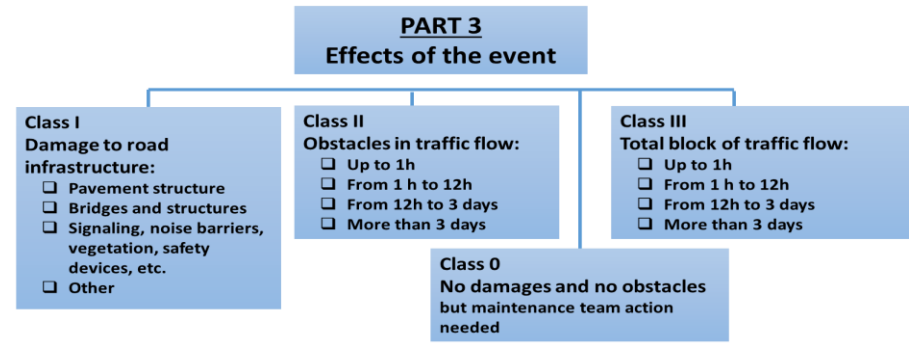 PART 3
Effects of the event
Class I
Damage to road
infrastructure:
❑ Pavement structure
❑ Bridges and structures
❑ Signaling, noise barriers,
vegetation, safety
devices, etc.
❑ Other
Class II
Obstacles in traffic flow:
❑ Up to 1h
❑ From 1 h to 12h
❑ From 12h to 3 days
❑ More than 3 days
Class III
Total block of traffic flow:
❑ Up to 1h
❑ From 1 h to 12h
❑ From 12h to 3 days
❑ More than 3 days
Class 0
No damages and no obstacles
but maintenance team action
needed